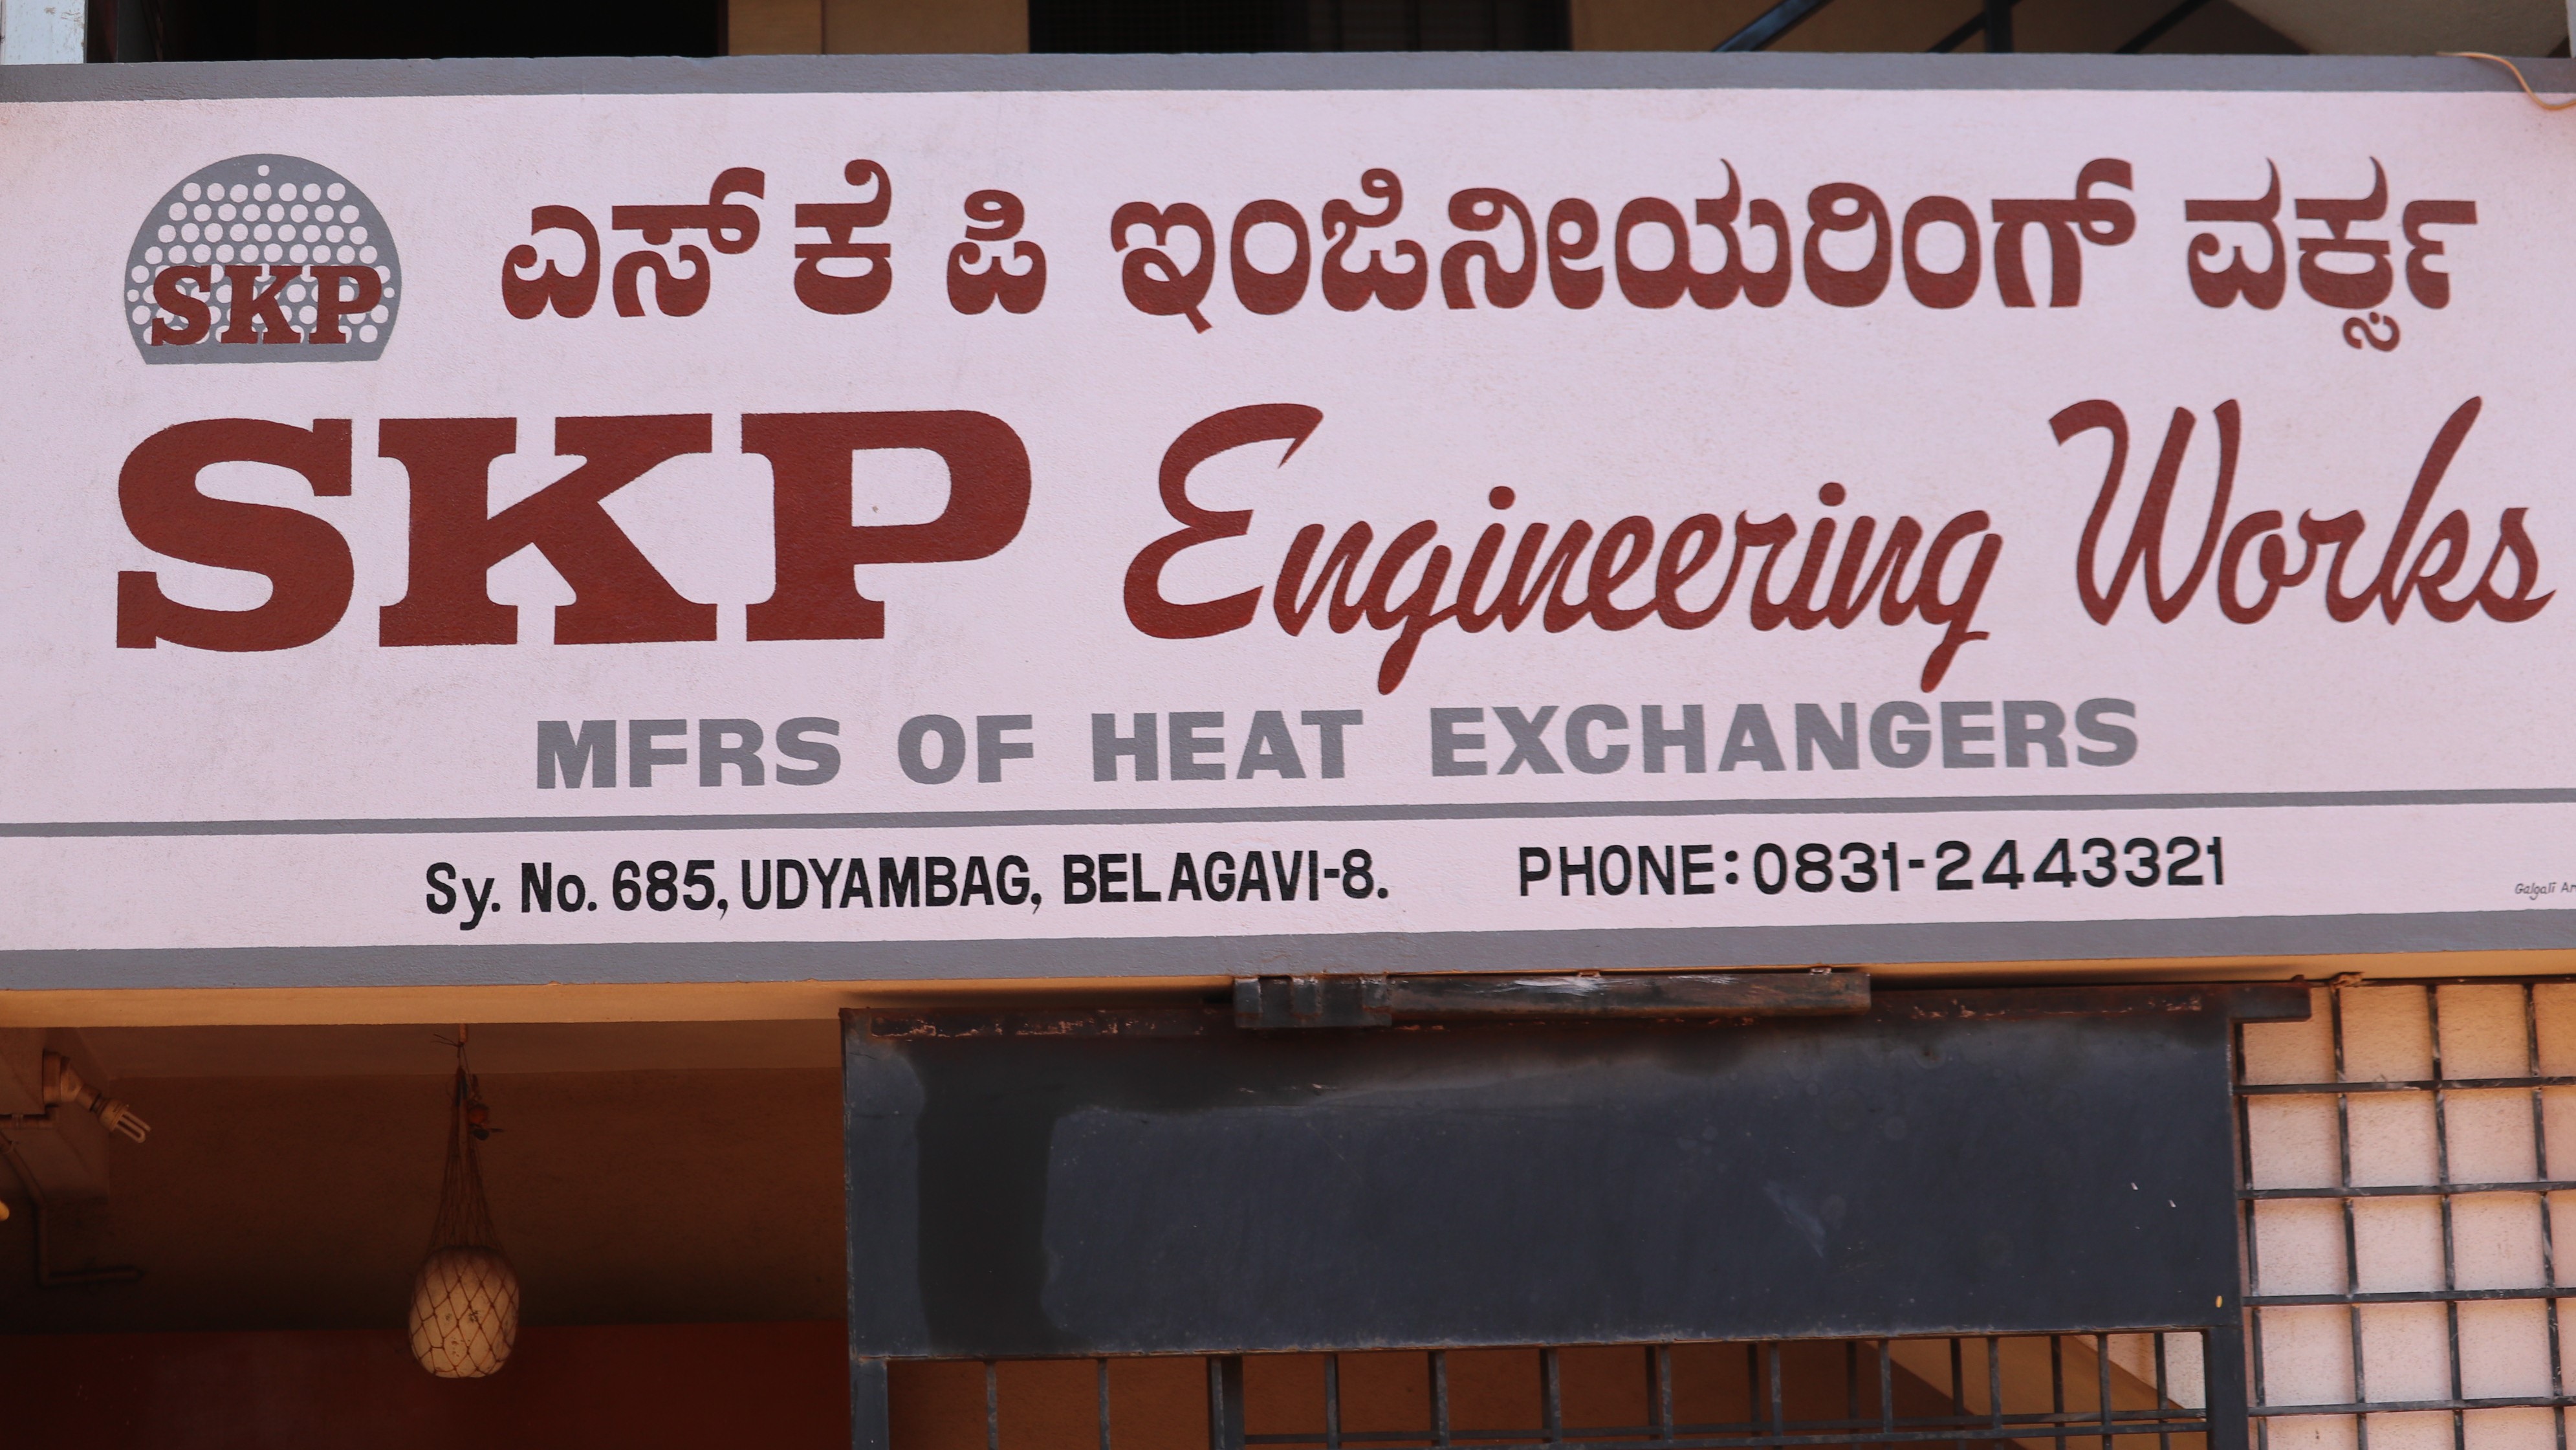 SKP
ಎಸ್ ಕೆ ಪಿ ಇಂಜಿನೀಯರಿಂಗ್ ವರ್ಕ್ಸ
SKP Engineering Works
MFRS OF HEAT EXCHANGERS
Sy. No. 685, UDYAMBAG, BELAGAVI-8. PHONE: 0831-2443321
Galgali